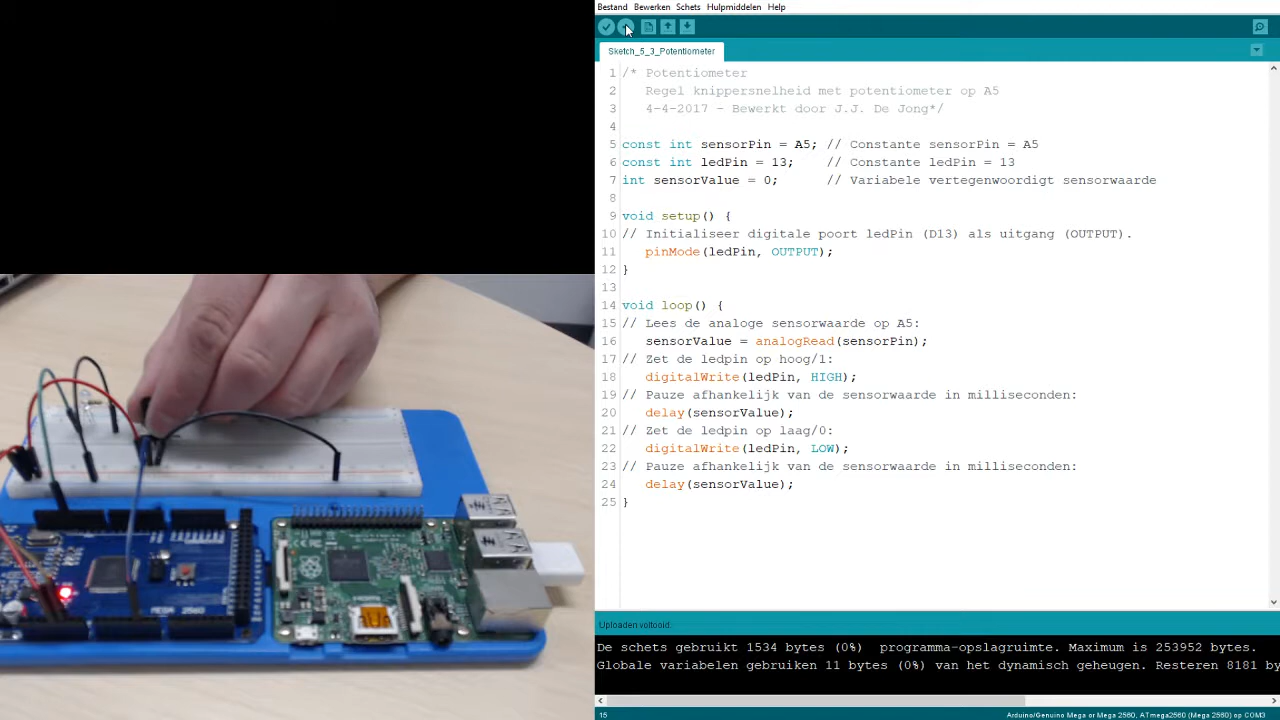 Bestand Bewerken Schets Hulpmiddelen Help
Sketch_5_3_Potentiometer
1 /* Potentiometer
2 Regel knippersnelheid met potentiometer op A5
3 4-4-2017 - Bewerkt door J.J. De Jong*/
4
5 const int sensorPin = A5; // Constante sensorPin = A5
6 const int ledPin = 13; // Constante ledPin = 13
7 int sensorValue = 0; // Variabele vertegenwoordigt sensorwaarde
8
9 void setup() {
10 // Initialiseer digitale poort ledPin (D13) als uitgang (OUTPUT).
11 pinMode(ledPin, OUTPUT);
12 }
13
14 void loop() {
15 // Lees de analoge sensorwaarde op A5:
16 sensorValue = analogRead(sensorPin);
17 // Zet de ledpin op hoog/1:
18 digitalWrite(ledPin, HIGH);
19 // Pauze afhankelijk van de sensorwaarde in milliseconden:
20 delay(sensorValue);
21 // Zet de ledpin op laag/0:
22 digitalWrite(ledPin, LOW);
23 // Pauze afhankelijk van de sensorwaarde in milliseconden:
24 delay(sensorValue);
25 }
Uploaden voltooid.
De schets gebruikt 1534 bytes (0%) programma-opslagruimte. Maximum is 253952 bytes.
Globale variabelen gebruiken 11 bytes (0%) van het dynamisch geheugen. Resteren 8181 by
15 Arduino/Genuino Mega or Mega 2560, ATmega2560 (Mega 2560) op COM3
MEGA 2560